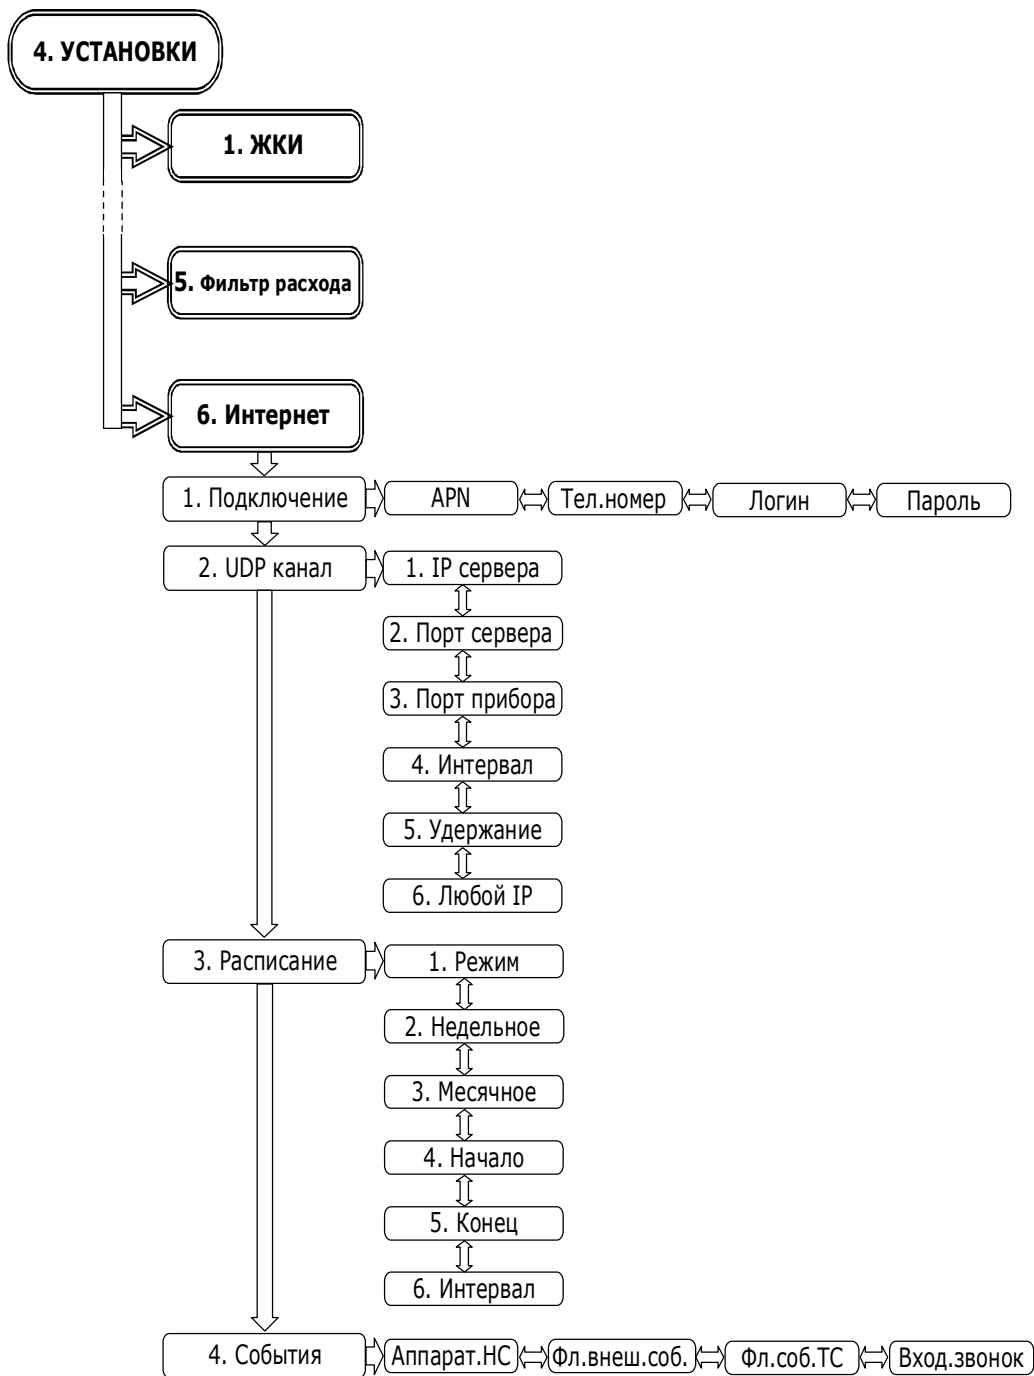 4. УСТАНОВКИ
1. ЖКИ
5. Фильтр расхода
6. Интернет
1. Подключение APN Тел.номер Логин Пароль
2. UDP канал 1. IP сервера
2. Порт сервера
3. Порт прибора
4. Интервал
5. Удержание
6. Любой IP
3. Расписание 1. Режим
2. Недельное
3. Месячное
4. Начало
5. Конец
6. Интервал
4. События Аппарат.НС Фл.внеш.соб. Фл.соб.ТС Вход.звонок